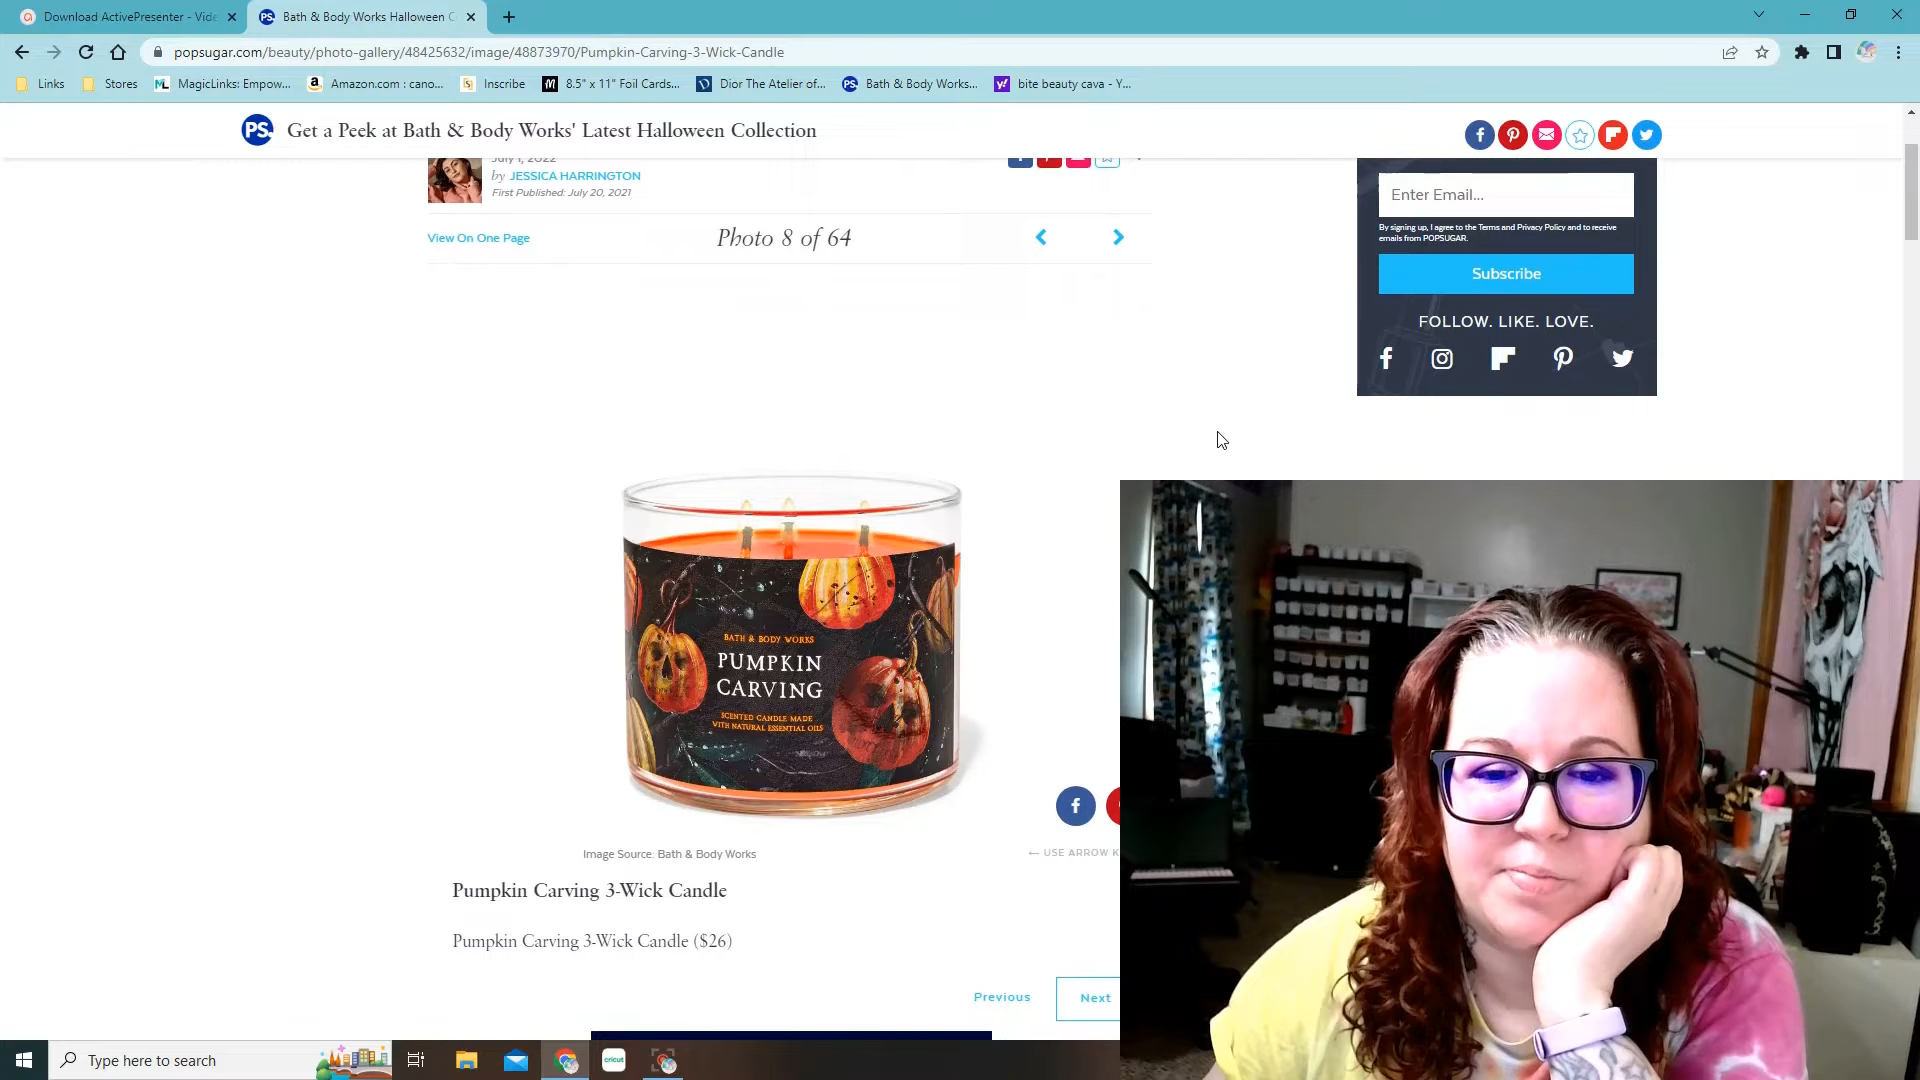 Download ActivePresenter - Vide
Bath & Body Works Halloween C
popsugar.com/beauty/photo-gallery/48425632/image/48873970/Pumpkin-Carving-3-Wick-Candle
Links
Stores
MagicLinks: Empow...
Amazon.com : cano...
Inscribe
8.5" x 11" Foil Cards...
Dior The Atelier of...
Bath & Body Works...
bite beauty cava - Y...
PS. Get a Peek at Bath & Body Works' Latest Halloween Collection
July 1, 2022
by JESSICA HARRINGTON
First Published: July 20, 2021
View On One Page
Photo 8 of 64
Enter Email...
By signing up, I agree to the Terms and Privacy Policy and to receive
emails from POPSUGAR.
Subscribe
FOLLOW. LIKE. LOVE.
BATH & BODY WORKS
PUMPKIN
CARVING
SCENTED CANDLE MADE
WITH NATURAL ESSENTIAL OILS
Image Source: Bath & Body Works
← USE ARROW K
Pumpkin Carving 3-Wick Candle
Pumpkin Carving 3-Wick Candle ($26)
Previous
Next
Type here to search
cricut